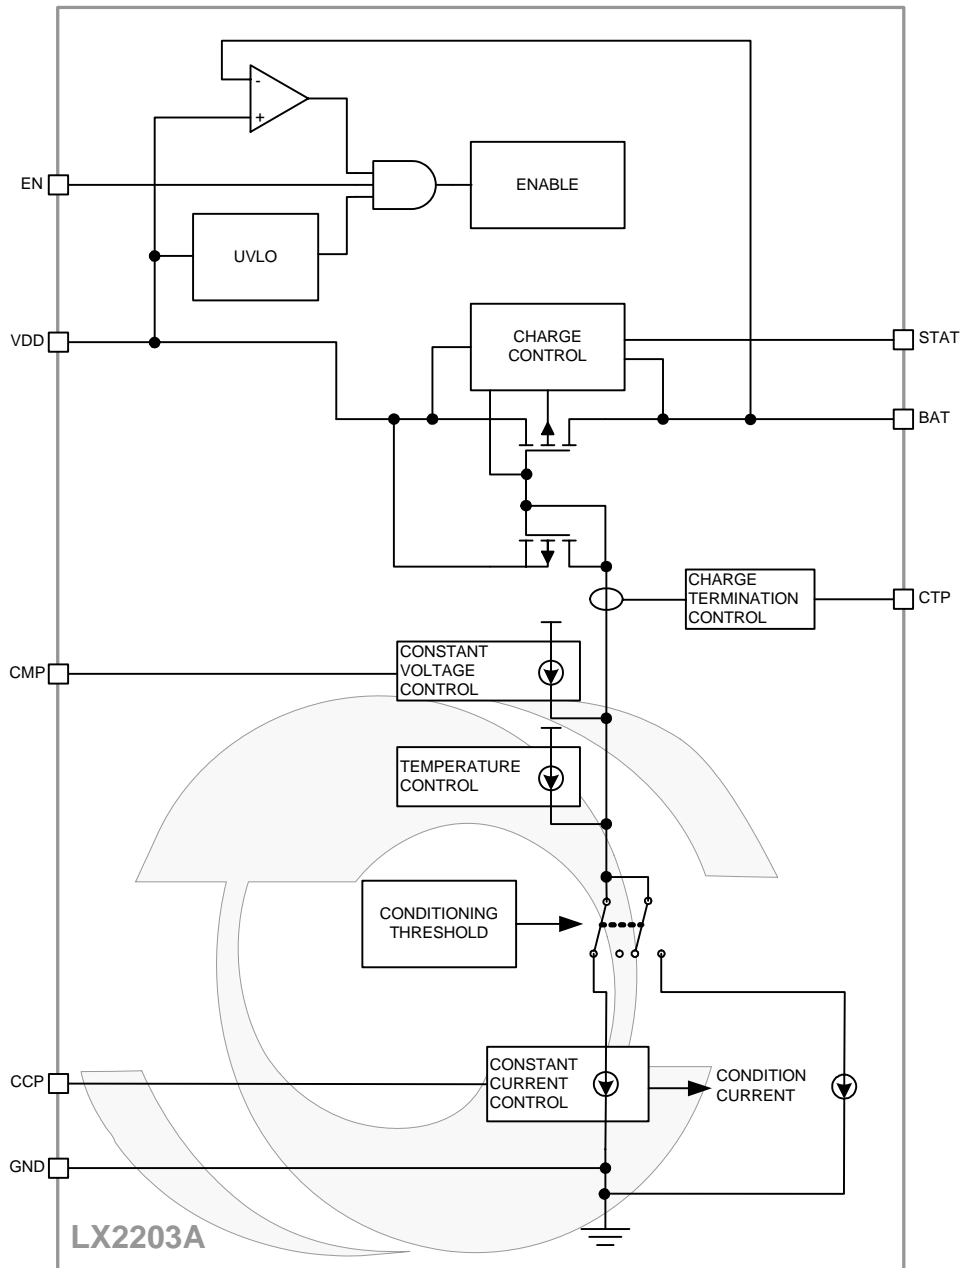 -
+
EN
ENABLE
UVLO
VDD
CHARGE
CONTROL
STAT
BAT
CHARGE
TERMINATION
CONTROL
CTP
CMP
CONSTANT
VOLTAGE
CONTROL
TEMPERATURE
CONTROL
CONDITIONING
THRESHOLD
CCP
CONSTANT
CURRENT
CONTROL
CONDITION
CURRENT
GND
LX2203A